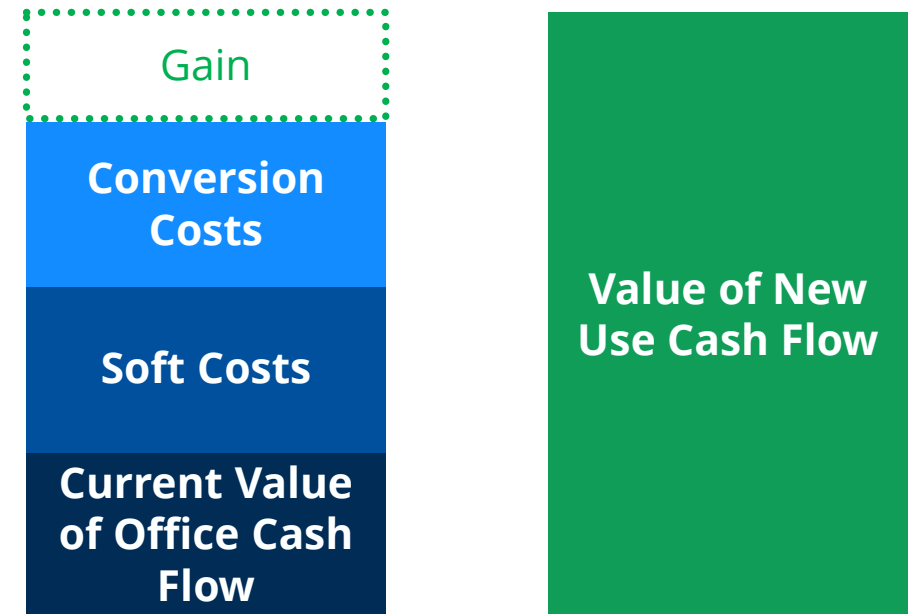 Gain
Conversion
Costs
Soft Costs
Current Value
of Office Cash
Flow
Value of New
Use Cash Flow